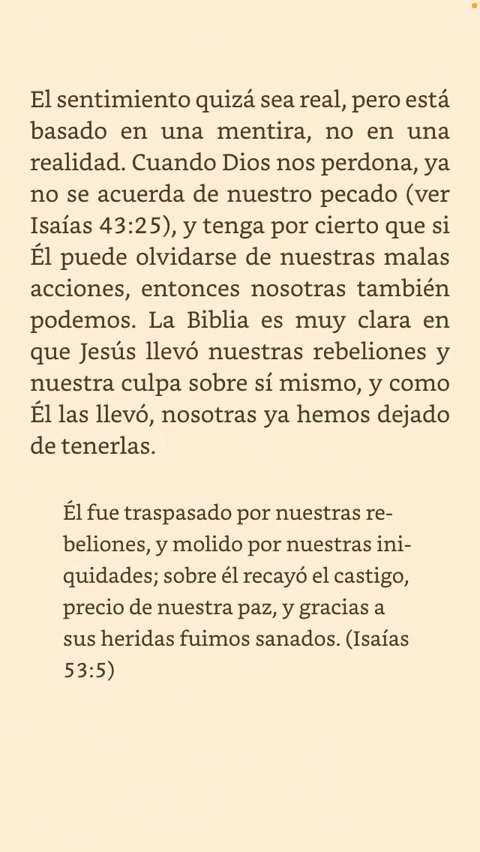 El sentimiento quizá sea real, pero está
basado en una mentira, no en una
realidad. Cuando Dios nos perdona, ya
no se acuerda de nuestro pecado (ver
Isaías 43:25), y tenga por cierto que si
Él puede olvidarse de nuestras malas
acciones, entonces nosotras también
podemos. La Biblia es muy clara en
que Jesús llevó nuestras rebeliones y
nuestra culpa sobre sí mismo, y como
Él las llevó, nosotras ya hemos dejado
de tenerlas.
Él fue traspasado por nuestras re-
beliones, y molido por nuestras ini-
quidades; sobre él recayó el castigo,
precio de nuestra paz, y gracias a
sus heridas fuimos sanados. (Isaías
53:5)